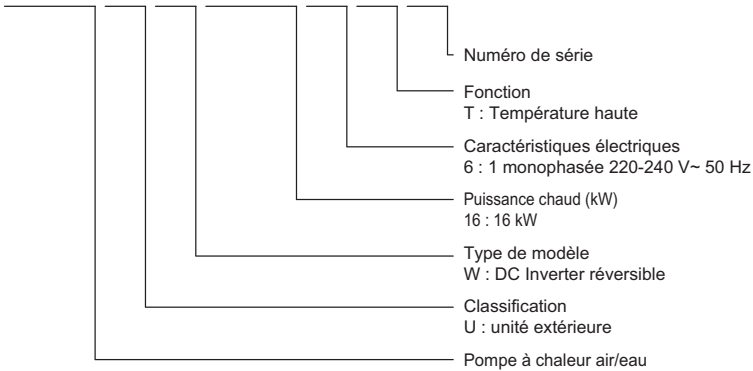 Numéro de série
Fonction
T : Température haute
Caractéristiques électriques
6 : 1 monophasée 220-240 V~ 50 Hz
Puissance chaud (kW)
16 : 16 kW
Type de modèle
W : DC Inverter réversible
Classification
U : unité extérieure
Pompe à chaleur air/eau